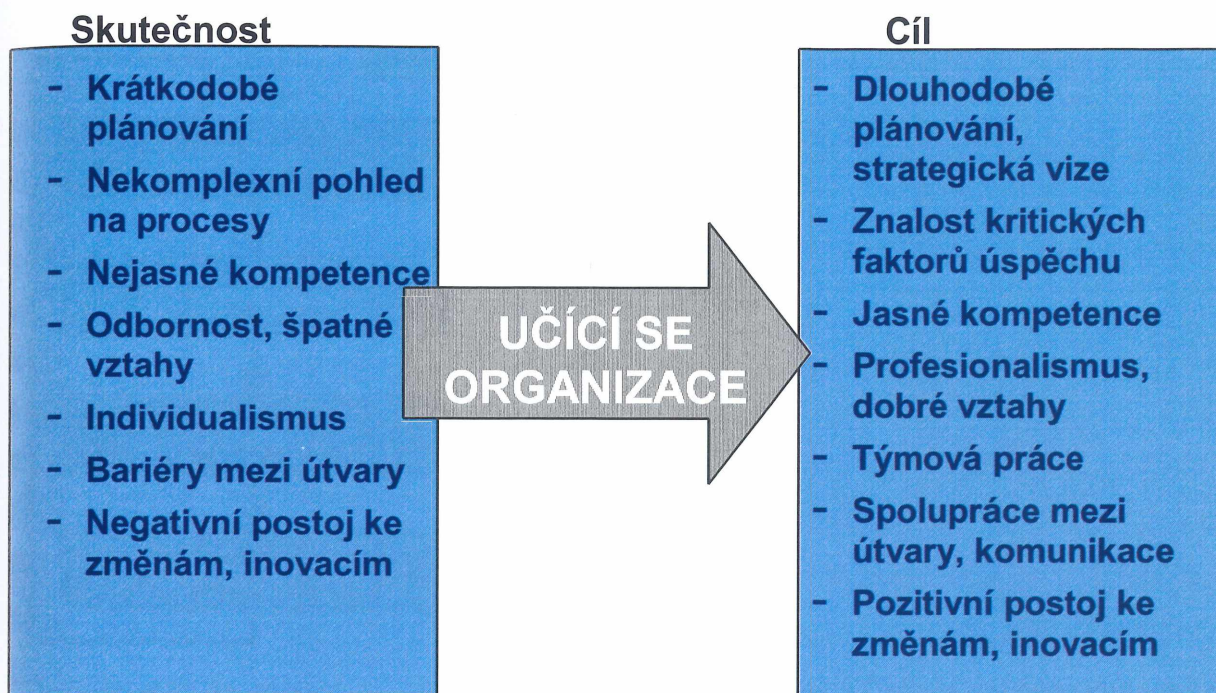 Skutečnost
- Krátkodobé
plánování
- Nekomplexní pohled
na procesy
- Nejasné kompetence
- Odbornost, špatné
vztahy
- Individualismus
- Bariéry mezi útvary
- Negativní postoj ke
změnám, inovacím
UČÍCÍ SE
ORGANIZACE
Cíl
- Dlouhodobé
plánování,
strategická vize
- Znalost kritických
faktorů úspěchu
- Jasné kompetence
- Profesionalismus,
dobré vztahy
- Týmová práce
- Spolupráce mezi
útvary, komunikace
- Pozitivní postoj ke
změnám, inovacím